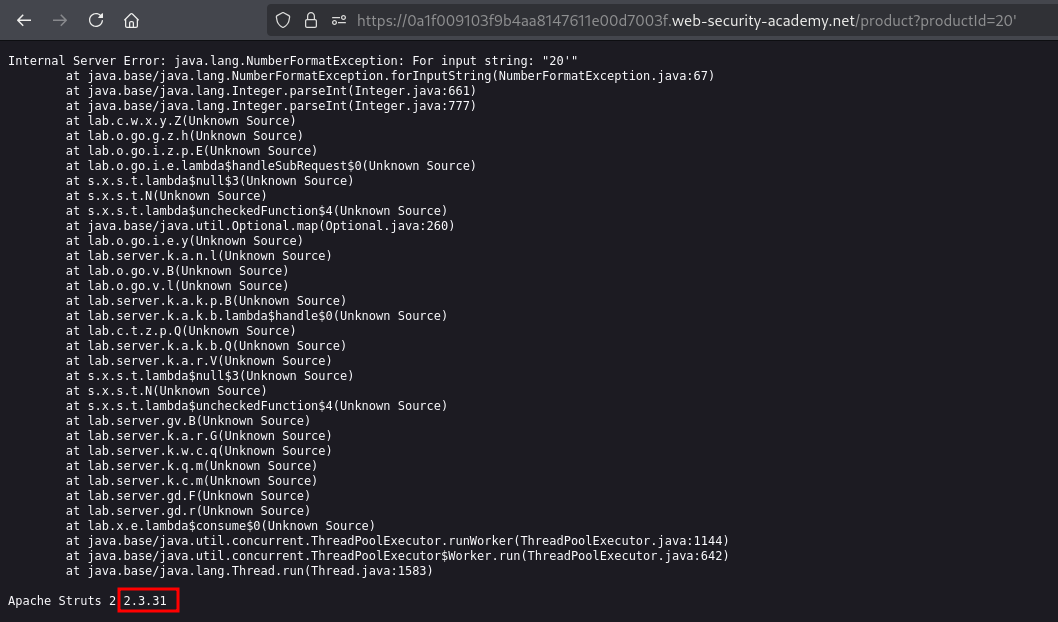 https://0a1f009103f9b4aa8147611e00d7003f.web-security-academy.net/product?productId=20'
Internal Server Error: java.lang.NumberFormatException: For input string: "20'"
at java.base/java.lang.NumberFormatException.forInputString(NumberFormatException.java:67)
at java.base/java.lang.Integer.parseInt(Integer.java:661)
at java.base/java.lang.Integer.parseInt(Integer.java:777)
at lab.c.w.x.y.Z(Unknown Source)
at lab.o.go.g.z.h(Unknown Source)
at lab.o.go.i.z.p.E(Unknown Source)
at lab.o.go.i.e.lambda$handleSubRequest$0(Unknown Source)
at s.x.s.t.lambda$null$3(Unknown Source)
at s.x.s.t.N(Unknown Source)
at s.x.s.t.lambda$uncheckedFunction$4(Unknown Source)
at java.base/java.util.Optional.map(Optional.java:260)
at lab.o.go.i.e.y(Unknown Source)
at lab.server.k.a.n.l(Unknown Source)
at lab.o.go.v.B(Unknown Source)
at lab.o.go.v.l(Unknown Source)
at lab.server.k.a.k.p.B(Unknown Source)
at lab.server.k.a.k.b.lambda$handle$0(Unknown Source)
at lab.c.t.z.p.Q(Unknown Source)
at lab.server.k.a.k.b.Q(Unknown Source)
at lab.server.k.a.r.V(Unknown Source)
at s.x.s.t.lambda$null$3(Unknown Source)
at s.x.s.t.N(Unknown Source)
at s.x.s.t.lambda$uncheckedFunction$4(Unknown Source)
at lab.server.gv.B(Unknown Source)
at lab.server.k.a.r.G(Unknown Source)
at lab.server.k.w.c.q(Unknown Source)
at lab.server.k.q.m(Unknown Source)
at lab.server.k.c.m(Unknown Source)
at lab.server.gd.F(Unknown Source)
at lab.server.gd.r(Unknown Source)
at lab.x.e.lambda$consume$0(Unknown Source)
at java.base/java.util.concurrent.ThreadPoolExecutor.runWorker(ThreadPoolExecutor.java:1144)
at java.base/java.util.concurrent.ThreadPoolExecutor$Worker.run(ThreadPoolExecutor.java:642)
at java.base/java.lang.Thread.run(Thread.java:1583)
Apache Struts 2 2.3.31